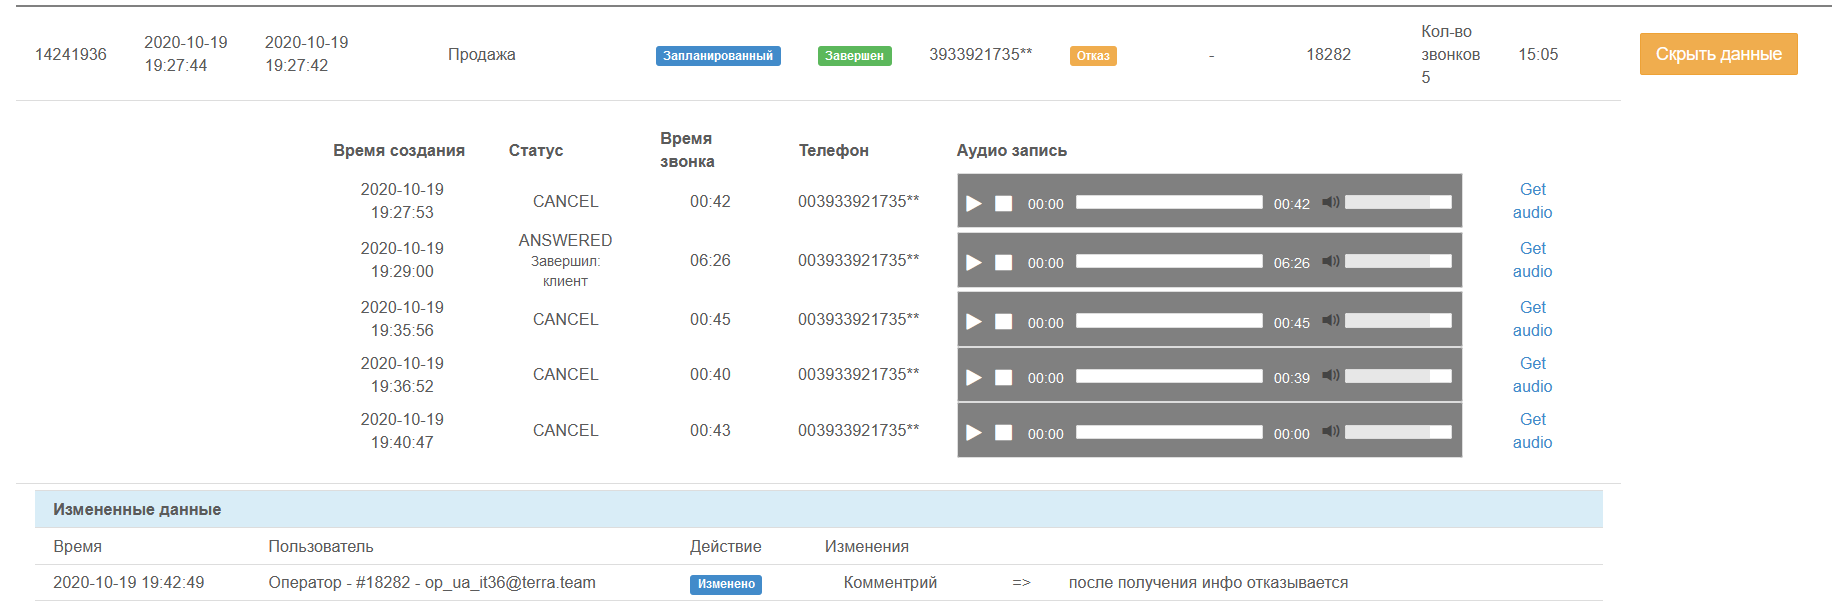 14241936 2020-10-19 19:27:44 2020-10-19 19:27:42 Продажа Запланированный Завершен 3933921735** Отказ - 18282 Кол-во звонков 5 15:05 Скрыть данные
Время создания Статус Время звонка Телефон Аудио запись
2020-10-19 19:27:53 CANCEL 00:42 003933921735** 00:00 00:42 Get audio
2020-10-19 19:29:00 ANSWERED Завершил: клиент 06:26 003933921735** 00:00 06:26 Get audio
2020-10-19 19:35:56 CANCEL 00:45 003933921735** 00:00 00:45 Get audio
2020-10-19 19:36:52 CANCEL 00:40 003933921735** 00:00 00:39 Get audio
2020-10-19 19:40:47 CANCEL 00:43 003933921735** 00:00 00:00 Get audio
Измененные данные
Время Пользователь Действие Изменения
2020-10-19 19:42:49 Оператор - #18282 - op_ua_it36@terra.team Изменено Комментрий => после получения инфо отказывается